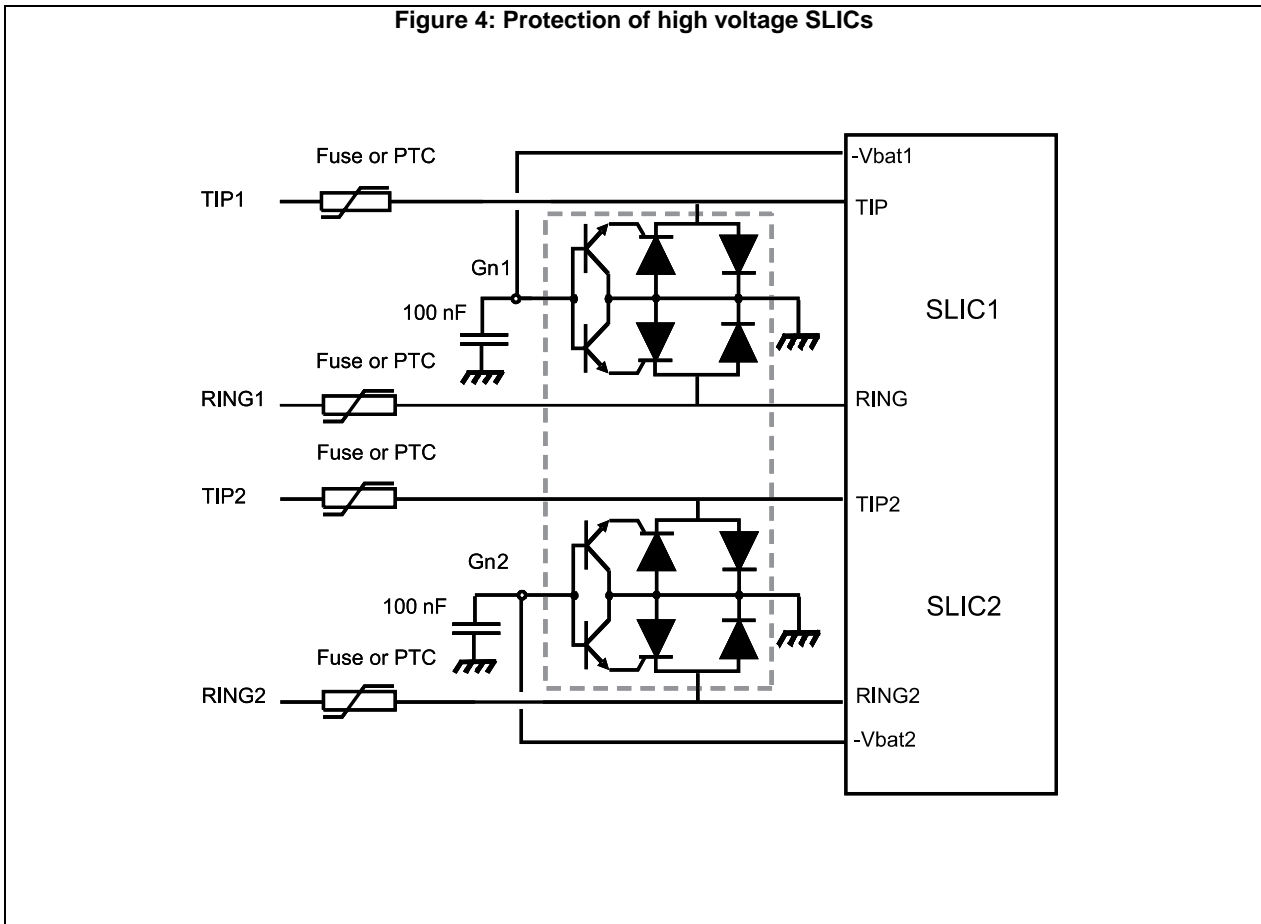 Figure 4: Protection of high voltage SLICs
Fuse or PTC
-Vbat1
TIP1
TIP
Gn1
100 nF
SLIC1
Fuse or PTC
RING1
RING
Fuse or PTC
TIP2
TIP2
Gn2
100 nF
SLIC2
Fuse or PTC
RING2
RING2
-Vbat2